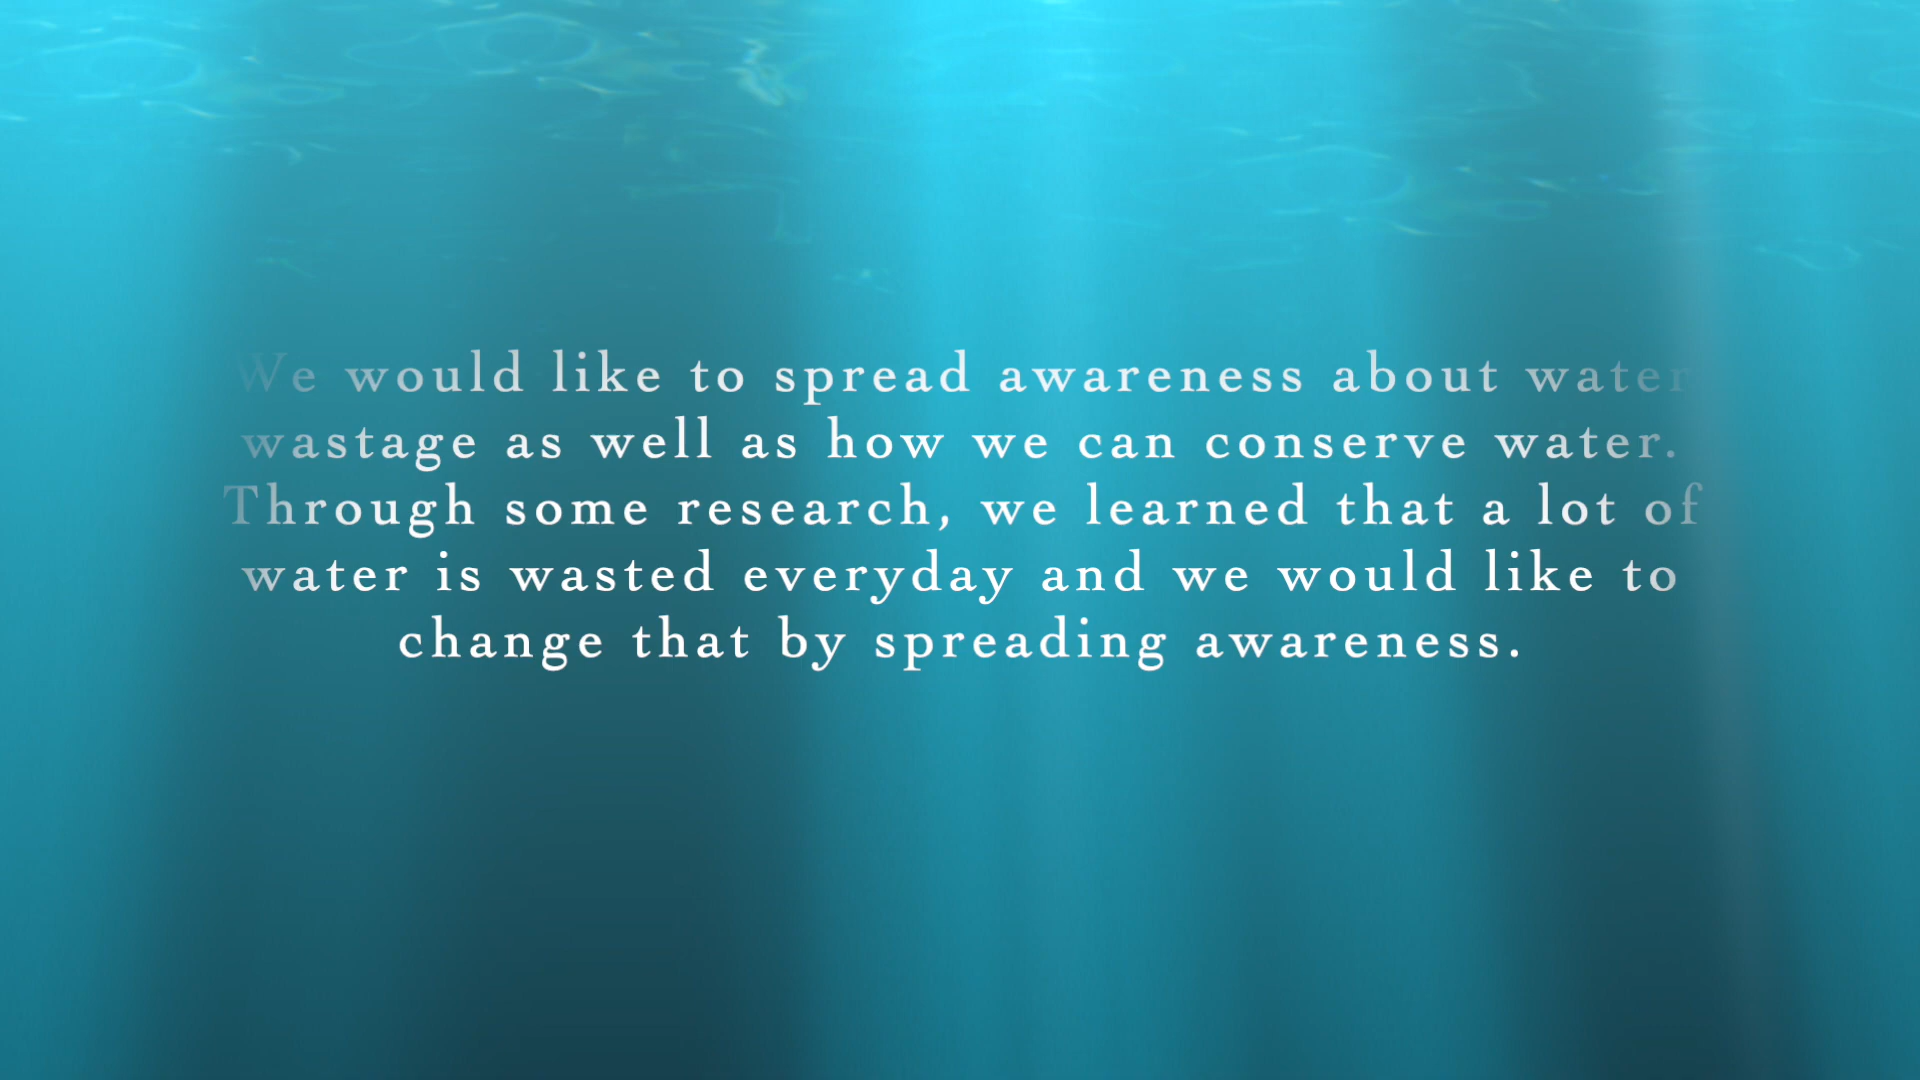 We would like to spread awareness about water
wastage as well as how we can conserve water.
Through some research, we learned that a lot of
water is wasted everyday and we would like to
change that by spreading awareness.